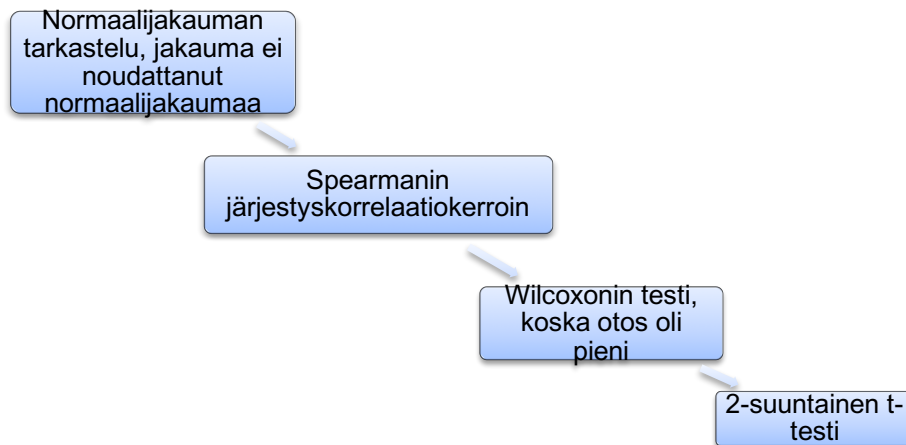 Normaalijakauman
tarkastelu, jakauma ei
noudattanut
normaalijakaumaa
Spearmanin
järjestyskorrelaatiokerroin
Wilcoxonin testi,
koska otos oli
pieni
2-suuntainen t-
testi